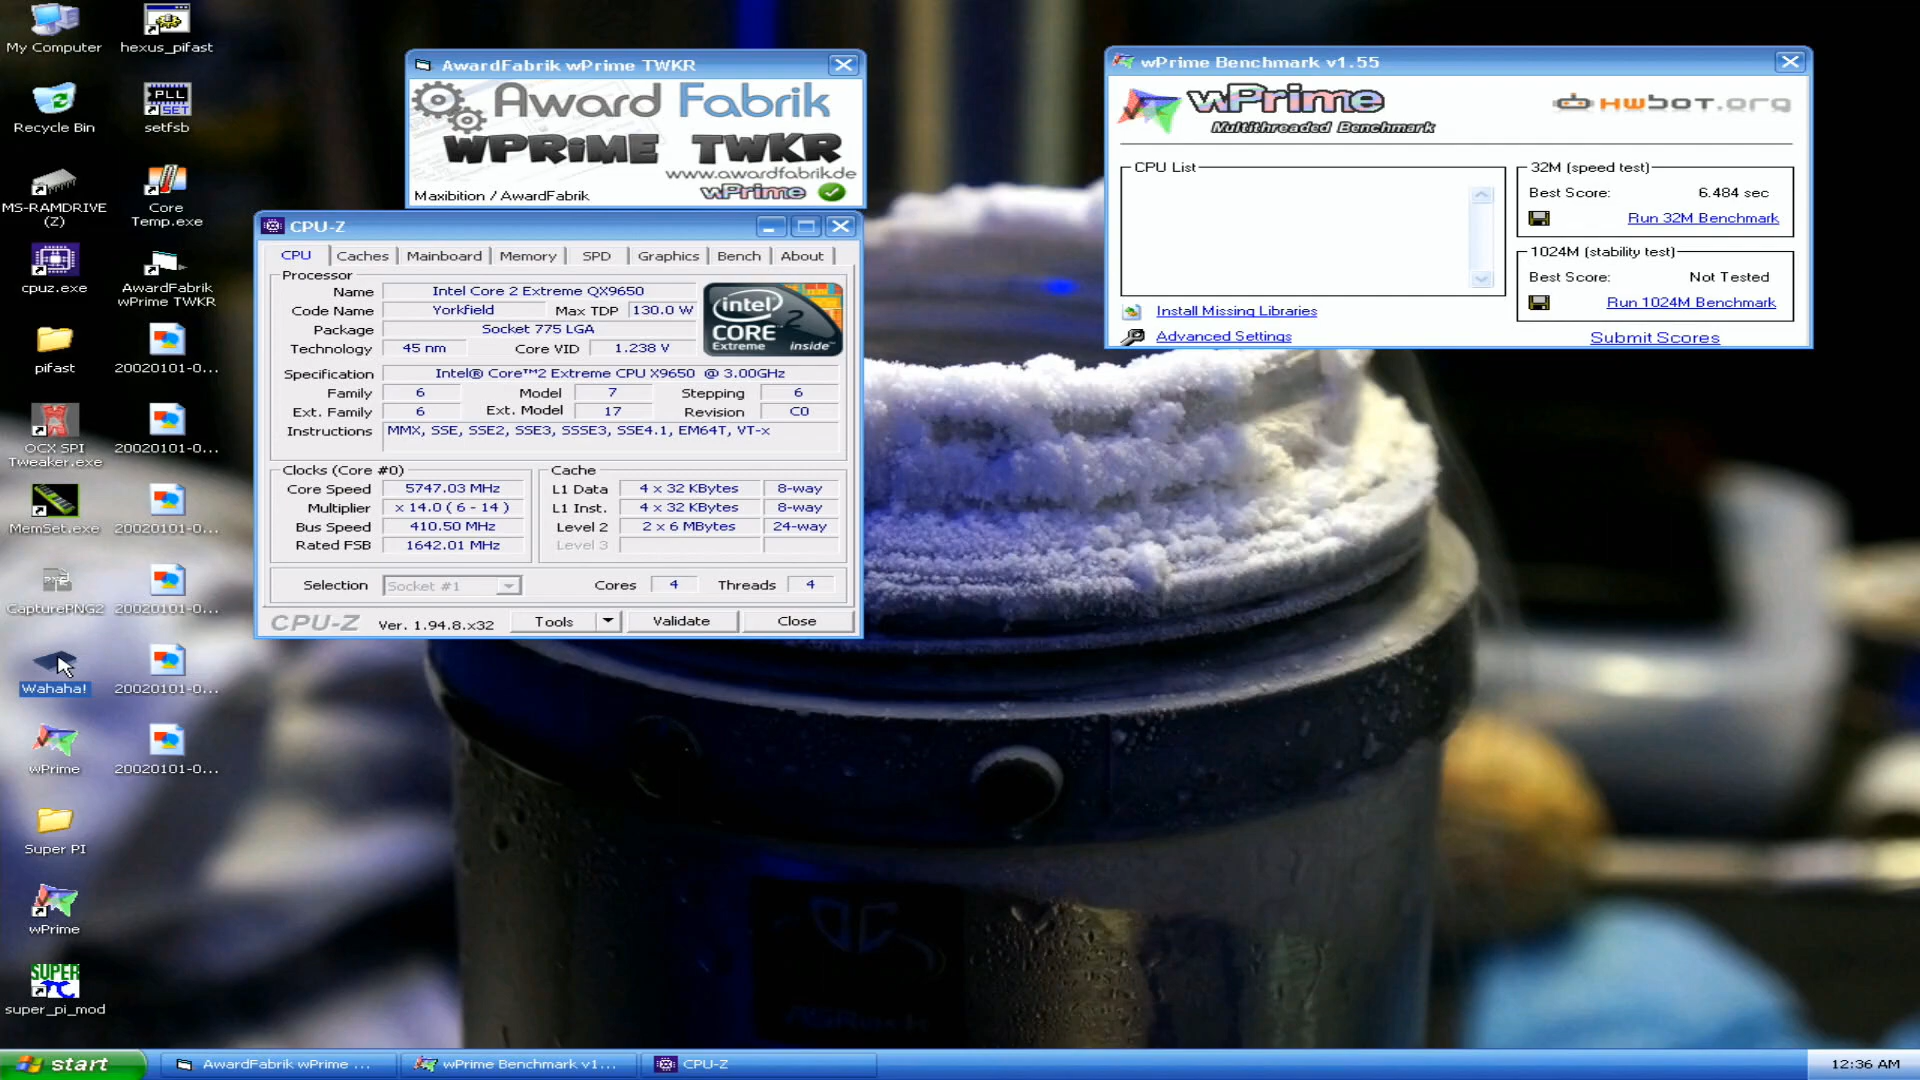 My Computer
hexus_pifast
Recycle Bin
PLL
SET
setfsb
MS-RAMDRIVE
(Z)
Core
Temp.exe
cpuz.exe
AwardFabrik
wPrime TWKR
pifast
20020101-0...
OCX SPI
Tweaker.exe
20020101-0...
MemSet.exe
20020101-0...
CapturePNG2
20020101-0...
Wahaha!
20020101-0...
wPrime
20020101-0...
Super PI
wPrime
SUPER
super_pi_mod
AwardFabrik wPrime TWKR
Award Fabrik
WPRiME TWKR
www.awardfabrik.de
Maxibition / AwardFabrik
wPrime
CPU-Z
CPU Caches Mainboard Memory SPD Graphics Bench About
Processor
Name Intel Core 2 Extreme QX9650
Code Name Yorkfield Max TDP 130.0 W
Package Socket 775 LGA
Technology 45 nm Core VID 1.238 V
intel
CORE 2
Extreme inside™
Specification Intel® Core™2 Extreme CPU X9650 @ 3.00GHz
Family 6 Model 7 Stepping 6
Ext. Family 6 Ext. Model 17 Revision C0
Instructions MMX, SSE, SSE2, SSE3, SSSE3, SSE4.1, EM64T, VT-x
Clocks (Core #0)
Core Speed 5747.03 MHz
Multiplier x 14.0 ( 6 - 14 )
Bus Speed 410.50 MHz
Rated FSB 1642.01 MHz
Cache
L1 Data 4 x 32 KBytes 8-way
L1 Inst. 4 x 32 KBytes 8-way
Level 2 2 x 6 MBytes 24-way
Level 3
Selection Socket #1 Cores 4 Threads 4
CPU-Z Ver. 1.94.8.x32 Tools Validate Close
wPrime Benchmark v1.55
wPrime
Multithreaded Benchmark
HWBOT.ORG
CPU List
Install Missing Libraries
Advanced Settings
32M (speed test)
Best Score: 6.484 sec
Run 32M Benchmark
1024M (stability test)
Best Score: Not Tested
Run 1024M Benchmark
Submit Scores
start
AwardFabrik wPrime ...
wPrime Benchmark v1...
CPU-Z
12:36 AM